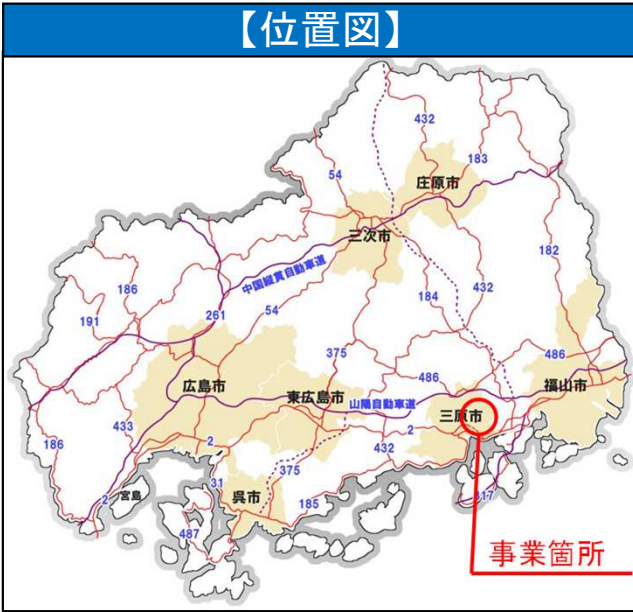 【位置図】
432
183
54
庄原市
三次市
182
中国縦貫自動車道
186
184
432
261
54
191
375
486
486
広島市
東広島市
山陽自動車道
三原市
福山市
186
433
2
2
432
375
31
2
宮島
呉市
185
317
487
事業箇所